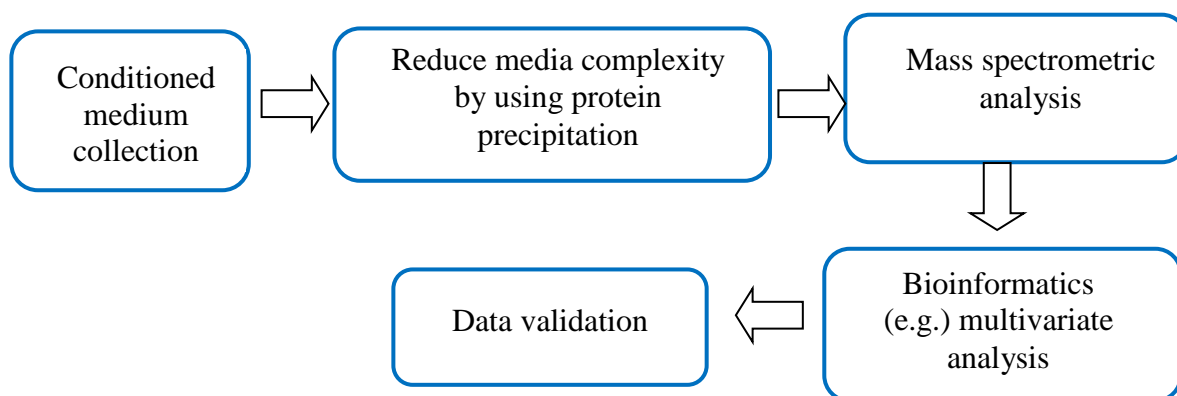 Conditioned
medium
collection
Reduce media complexity
by using protein
precipitation
Mass spectrometric
analysis
Bioinformatics
(e.g.) multivariate
analysis
Data validation